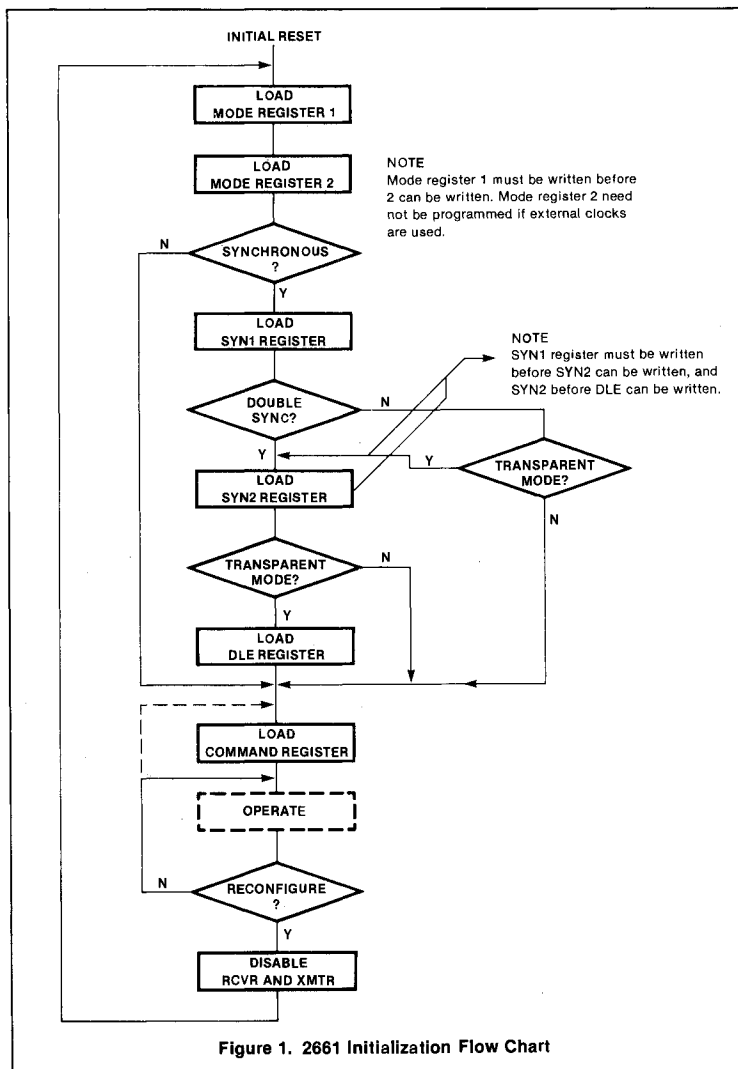 INITIAL RESET
LOAD
MODE REGISTER 1
LOAD
MODE REGISTER 2
NOTE
Mode register 1 must be written before
2 can be written. Mode register 2 need
not be programmed if external clocks
are used.
N
SYNCHRONOUS
?
Y
LOAD
SYN1 REGISTER
NOTE
SYN1 register must be written
before SYN2 can be written, and
SYN2 before DLE can be written.
DOUBLE
SYNC?
N
Y
Y
TRANSPARENT
MODE?
LOAD
SYN2 REGISTER
N
TRANSPARENT
MODE?
N
Y
LOAD
DLE REGISTER
LOAD
COMMAND REGISTER
OPERATE
N
RECONFIGURE
?
Y
DISABLE
RCVR AND XMTR
Figure 1. 2661 Initialization Flow Chart